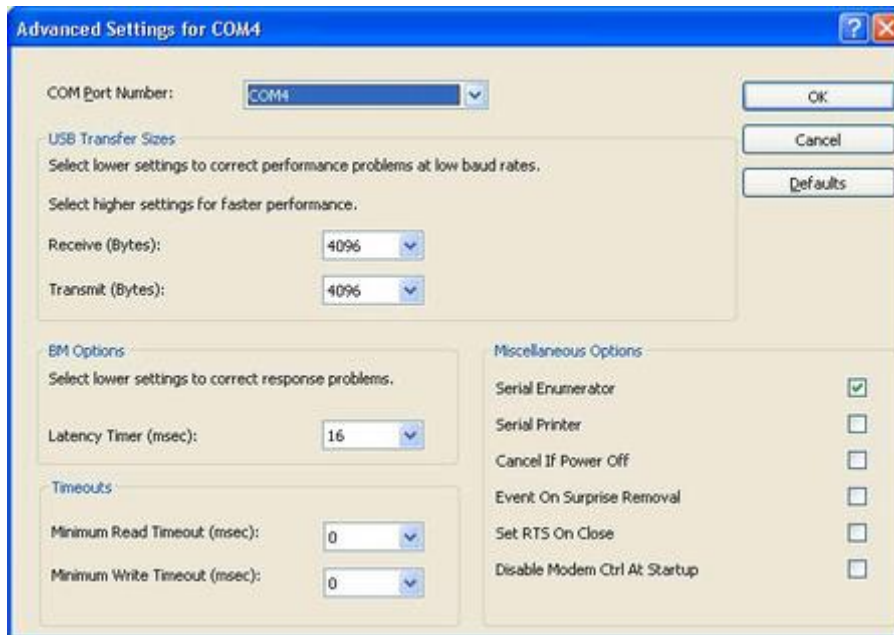 Advanced Settings for COM4
COM Port Number:
COM4
OK
Cancel
Defaults
USB Transfer Sizes
Select lower settings to correct performance problems at low baud rates.
Select higher settings for faster performance.
Receive (Bytes):
4096
Transmit (Bytes):
4096
BM Options
Select lower settings to correct response problems.
Latency Timer (msec):
16
Timeouts
Minimum Read Timeout (msec):
0
Minimum Write Timeout (msec):
0
Miscellaneous Options
Serial Enumerator
Serial Printer
Cancel If Power Off
Event On Surprise Removal
Set RTS On Close
Disable Modem Ctrl At Startup